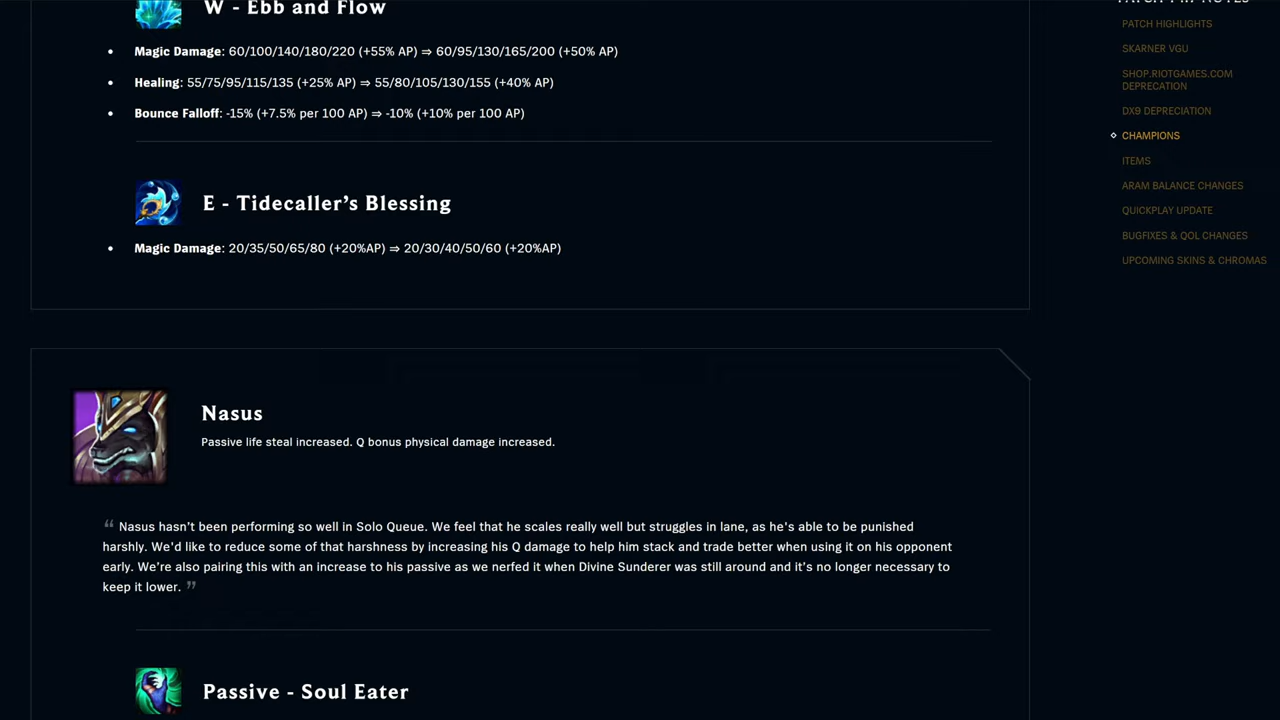 W - Ebb and Flow
Magic Damage: 60/100/140/180/220 (+55% AP) ⇒ 60/95/130/165/200 (+50% AP)
Healing: 55/75/95/115/135 (+25% AP) ⇒ 55/80/105/130/155 (+40% AP)
Bounce Falloff: -15% (+7.5% per 100 AP) ⇒ -10% (+10% per 100 AP)
E - Tidecaller's Blessing
Magic Damage: 20/35/50/65/80 (+20%AP) ⇒ 20/30/40/50/60 (+20%AP)
Nasus
Passive life steal increased. Q bonus physical damage increased.
“ Nasus hasn't been performing so well in Solo Queue. We feel that he scales really well but struggles in lane, as he's able to be punished
harshly. We'd like to reduce some of that harshness by increasing his Q damage to help him stack and trade better when using it on his opponent
early. We're also pairing this with an increase to his passive as we nerfed it when Divine Sunderer was still around and it's no longer necessary to
keep it lower. ”
Passive - Soul Eater
PATCH HIGHLIGHTS
SKARNER VGU
SHOP.RIOTGAMES.COM
DEPRECATION
DX9 DEPRECIATION
CHAMPIONS
ITEMS
ARAM BALANCE CHANGES
QUICKPLAY UPDATE
BUGFIXES & QOL CHANGES
UPCOMING SKINS & CHROMAS